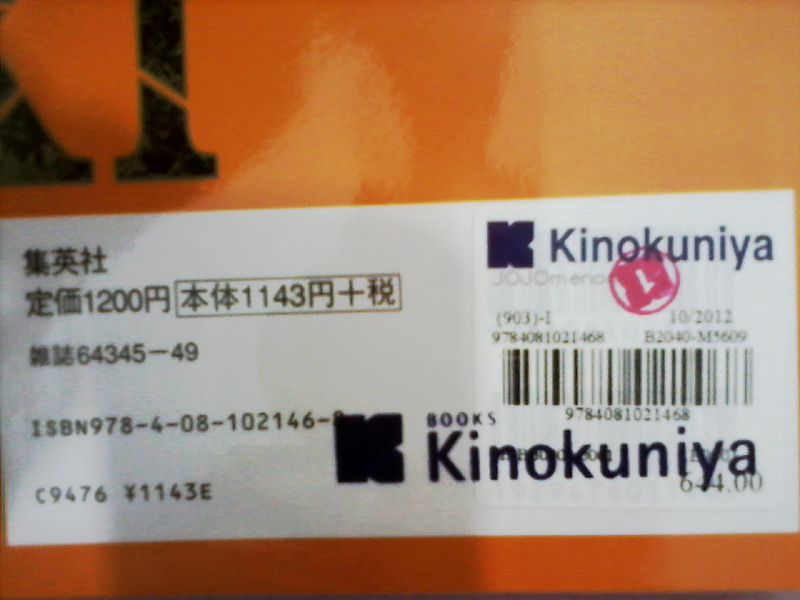 集英社
定価1200円 本体1143円+税
雑誌64345-49
ISBN978-4-08-102146-
C9476 ¥1143E
Kinokuniya
JOJOmeno
(903)-I 10/2012
9784081021468 B2040-M5609
9784081021468
BOOKS
Kinokuniya